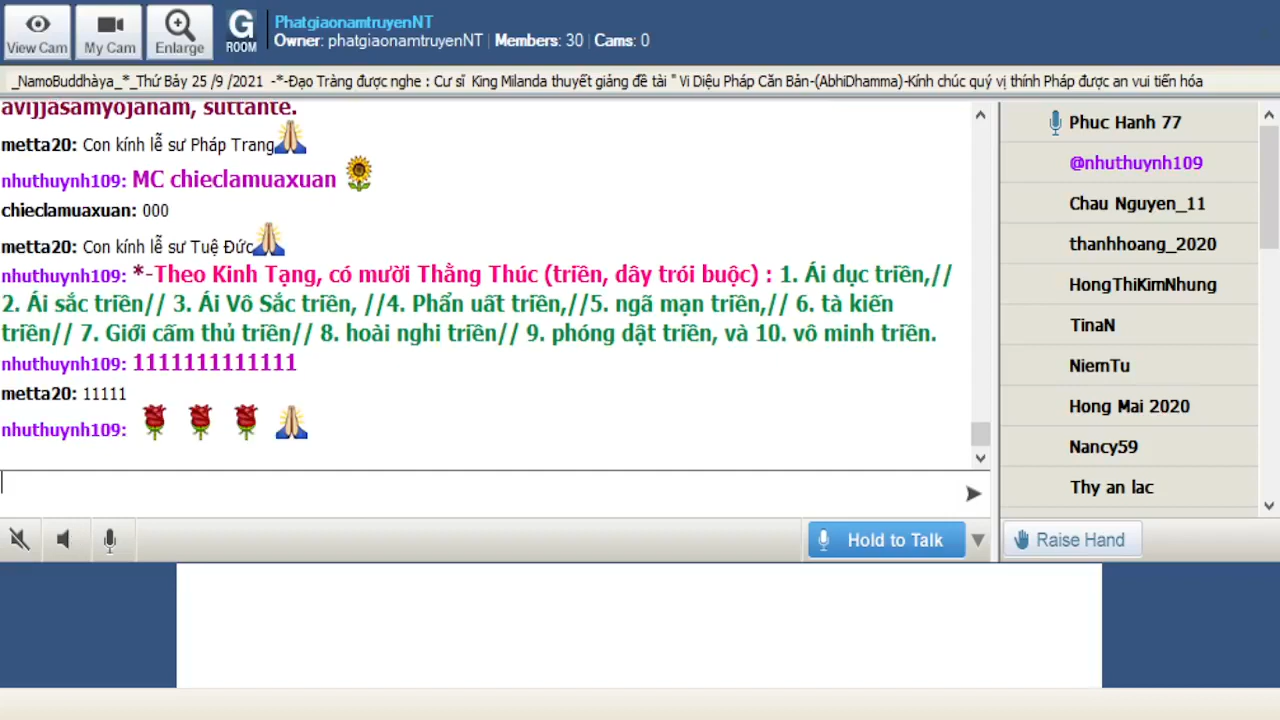 View Cam
My Cam
Enlarge
G
ROOM
PhatgiaonamtruyenNT
Owner: phatgiaonamtruyenNT | Members: 30 | Cams: 0
_NamoBuddhàya_*_Thứ Bảy 25 /9 /2021 -*-Đạo Tràng được nghe : Cư sĩ King Milanda thuyết giảng đề tài " Vi Diệu Pháp Căn Bản-(AbhiDhamma)-Kính chúc quý vị thính Pháp được an vui tiến hóa
avijjāsaṃyojanaṃ, suttante.
metta20: Con kính lễ sư Pháp Trang
nhuthuynh109: MC chieclamuaxuan
chieclamuaxuan: 000
metta20: Con kính lễ sư Tuệ Đức
nhuthuynh109: *-Theo Kinh Tạng, có mười Thằng Thúc (triền, dây trói buộc) : 1. Ái dục triền,//
2. Ái sắc triền// 3. Ái Vô Sắc triền, //4. Phẩn uất triền,//5. ngã mạn triền,// 6. tà kiến
triền// 7. Giới cấm thủ triền// 8. hoài nghi triền// 9. phóng dật triền, và 10. vô minh triền.
nhuthuynh109: 1111111111111
metta20: 11111
nhuthuynh109:
Hold to Talk
Phuc Hanh 77
@nhuthuynh109
Chau Nguyen_11
thanhhoang_2020
HongThiKimNhung
TinaN
NiemTu
Hong Mai 2020
Nancy59
Thy an lac
Raise Hand